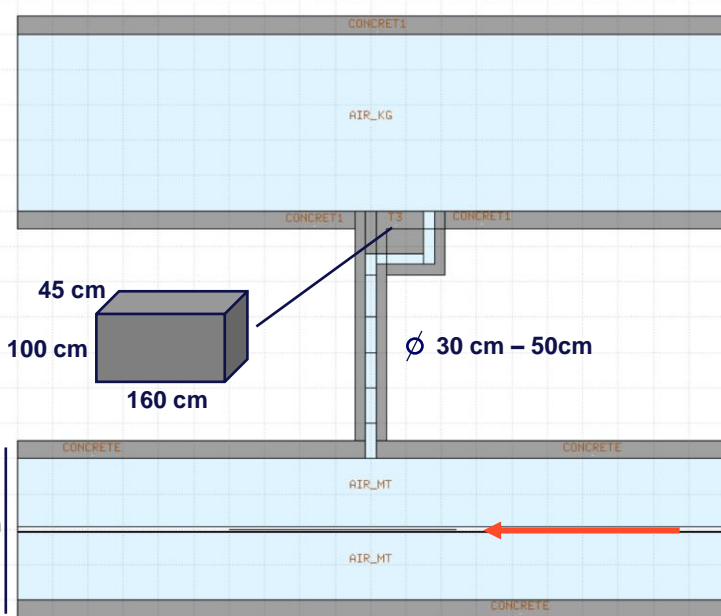 CONCRET1
AIR_KG
CONCRET1
T3
CONCRET1
45 cm
100 cm
160 cm
Ø 30 cm – 50cm
CONCRETE
CONCRETE
AIR_MT
AIR_MT
CONCRETE